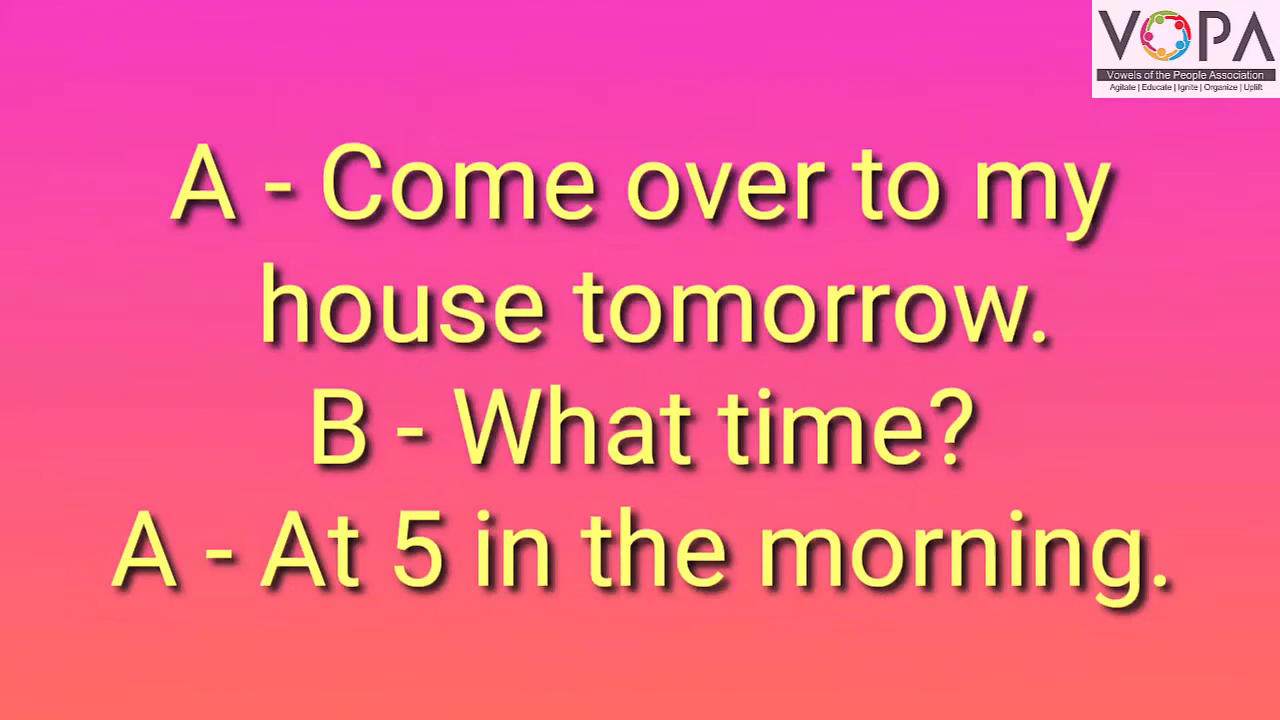 VOPA
Vowels of the People Association
Agitate | Educate | Ignite | Organize | Uplift
A - Come over to my
house tomorrow.
B - What time?
A - At 5 in the morning.